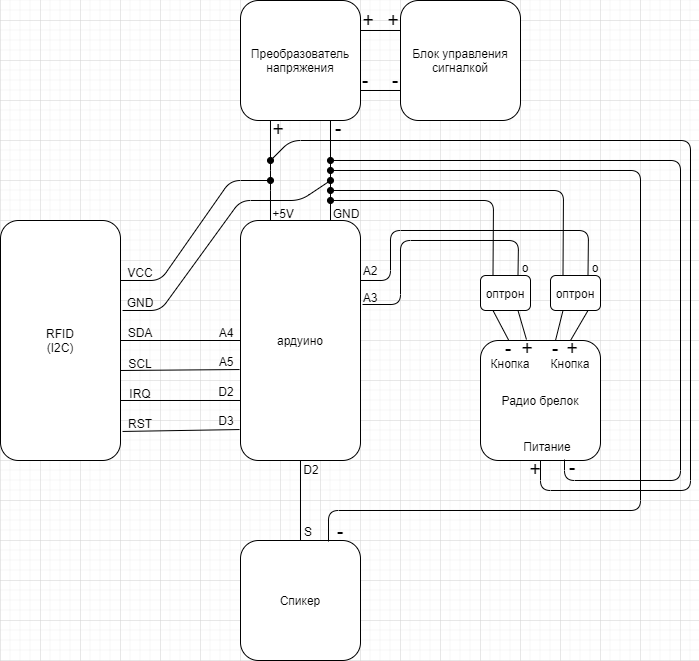 + +
Преобразователь
напряжения
Блок управления
сигналкой
- -
+ -
+5V GND
VCC
GND
RFID
(I2C)
SDA
SCL
IRQ
RST
A4
A5
D2
D3
ардуино
A2
A3
о о
оптрон оптрон
- + - +
Кнопка Кнопка
Радио брелок
Питание
+ -
D2
S -
Спикер